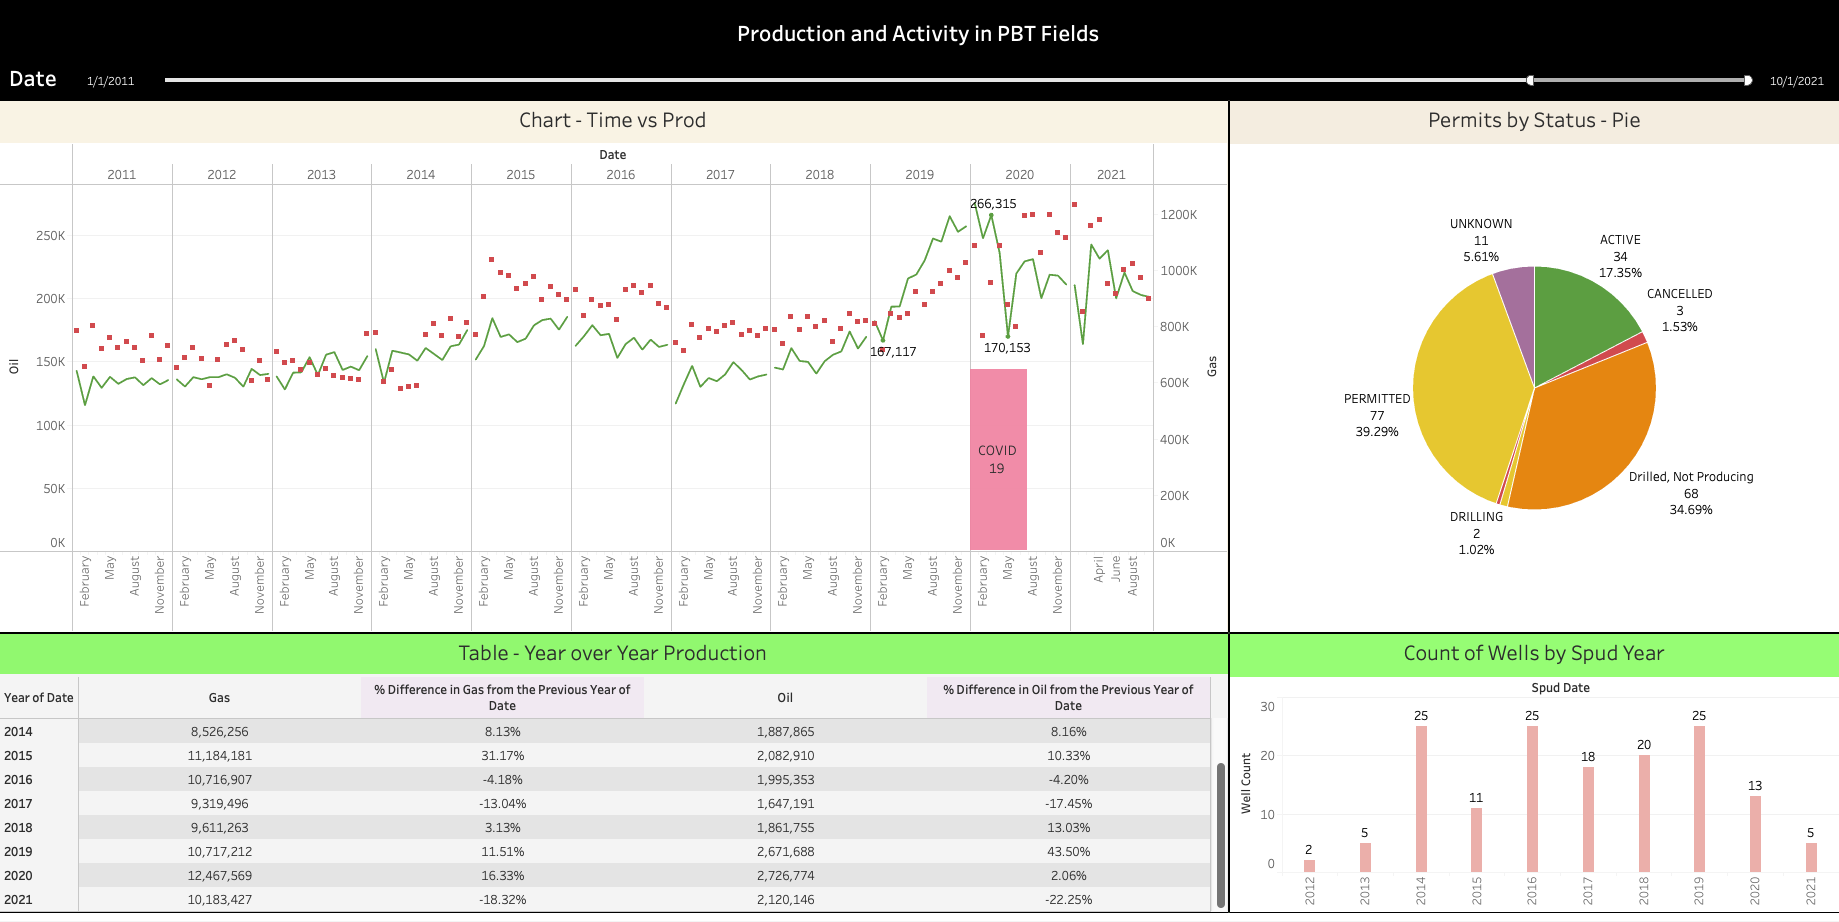 Production and Activity in PBT Fields
Date 1/1/2011 10/1/2021
Chart - Time vs Prod
Date
2011 2012 2013 2014 2015 2016 2017 2018 2019 2020 2021
Oil
250K
200K
150K
100K
50K
0K
Gas
1200K
1000K
800K
600K
400K
200K
0K
266,315
167,117
170,153
COVID
19
February May August November February May August November February May August November February May August November February May August November February May August November February May August November February May August November February May August November February May August November April June August
Permits by Status - Pie
UNKNOWN
11
5.61%
ACTIVE
34
17.35%
CANCELLED
3
1.53%
PERMITTED
77
39.29%
Drilled, Not Producing
68
34.69%
DRILLING
2
1.02%
Table - Year over Year Production
Year of Date Gas % Difference in Gas from the Previous Year of Date Oil % Difference in Oil from the Previous Year of Date
2014 8,526,256 8.13% 1,887,865 8.16%
2015 11,184,181 31.17% 2,082,910 10.33%
2016 10,716,907 -4.18% 1,995,353 -4.20%
2017 9,319,496 -13.04% 1,647,191 -17.45%
2018 9,611,263 3.13% 1,861,755 13.03%
2019 10,717,212 11.51% 2,671,688 43.50%
2020 12,467,569 16.33% 2,726,774 2.06%
2021 10,183,427 -18.32% 2,120,146 -22.25%
Count of Wells by Spud Year
Spud Date
Well Count
30
20
10
0
2 5 25 11 25 18 20 25 13 5
2012 2013 2014 2015 2016 2017 2018 2019 2020 2021